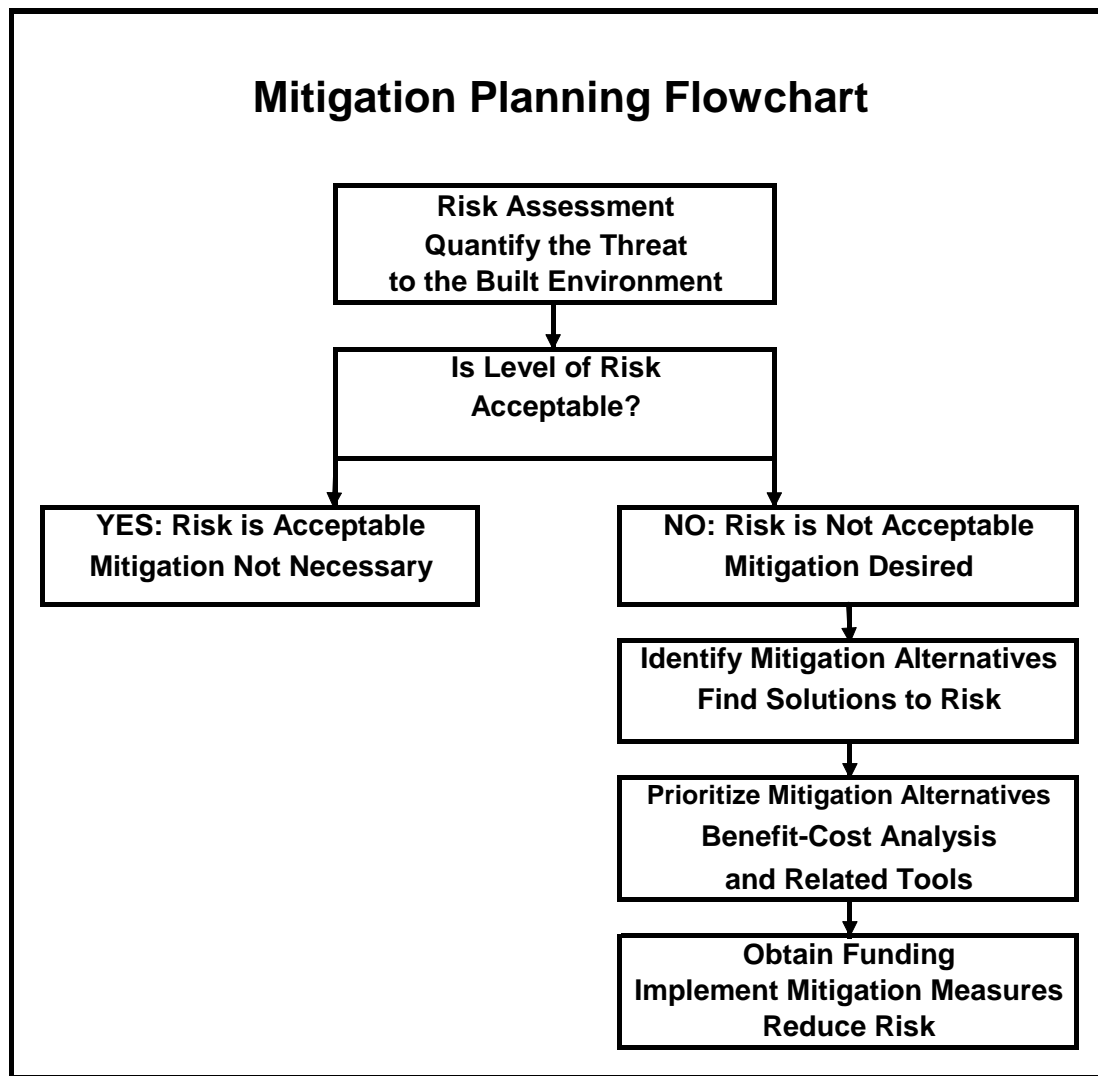 Mitigation Planning Flowchart
Risk Assessment
Quantify the Threat
to the Built Environment
Is Level of Risk
Acceptable?
YES: Risk is Acceptable
Mitigation Not Necessary
NO: Risk is Not Acceptable
Mitigation Desired
Identify Mitigation Alternatives
Find Solutions to Risk
Prioritize Mitigation Alternatives
Benefit-Cost Analysis
and Related Tools
Obtain Funding
Implement Mitigation Measures
Reduce Risk